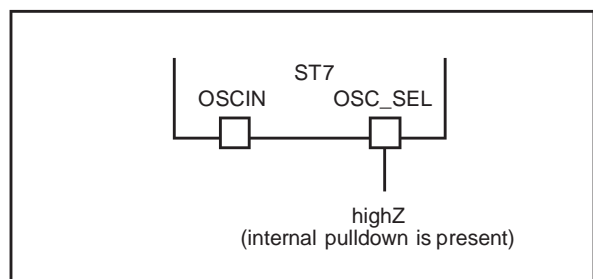 ST7
OSCIN OSC_SEL
highZ
(internal pulldown is present)